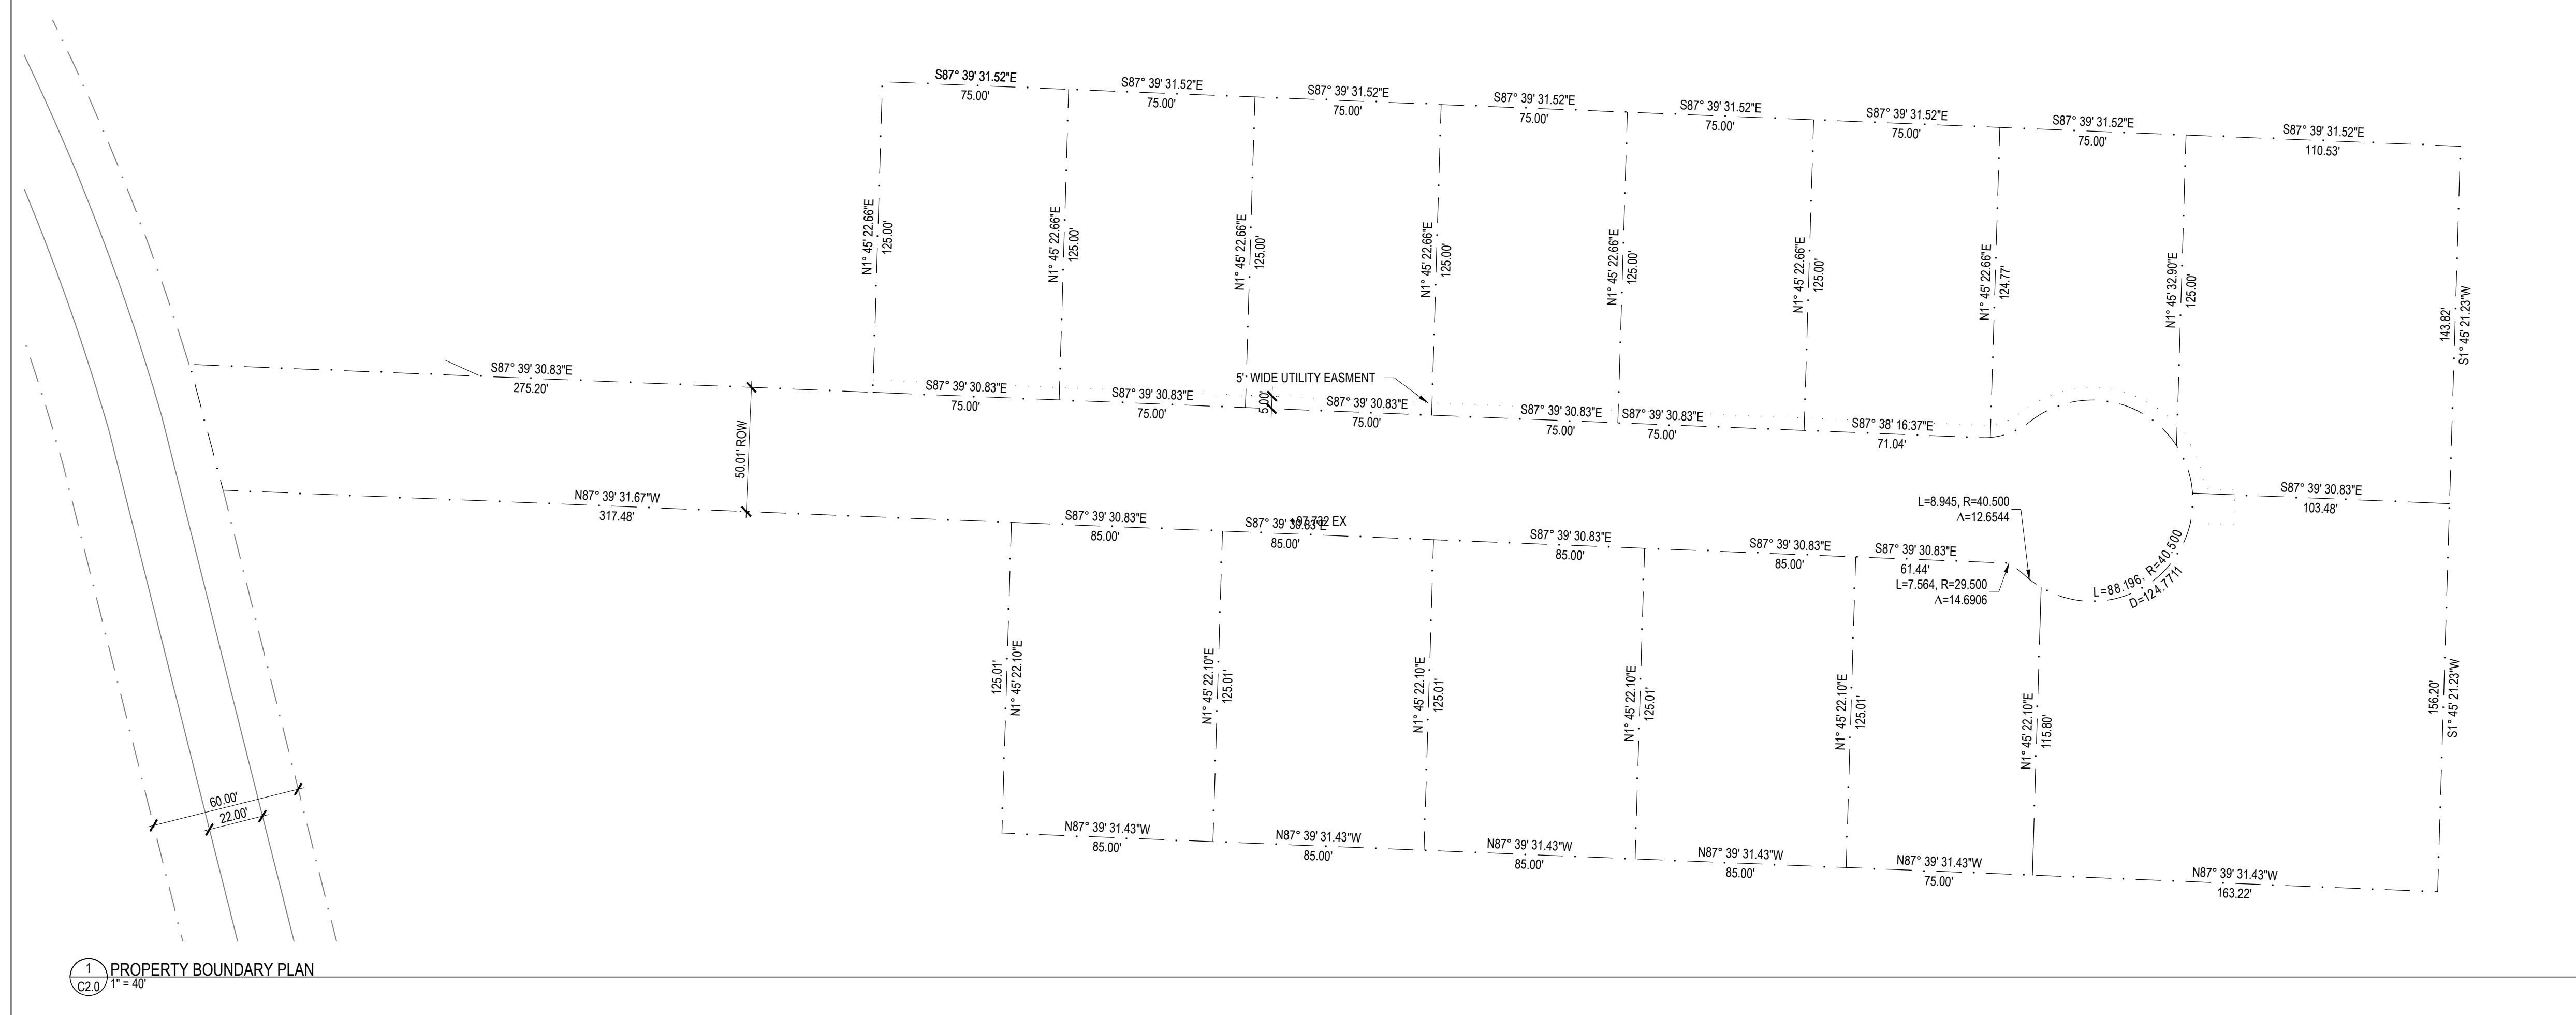 S87° 39' 31.52"E
75.00'
S87° 39' 31.52"E
75.00'
S87° 39' 31.52"E
75.00'
S87° 39' 31.52"E
75.00'
S87° 39' 31.52"E
75.00'
S87° 39' 31.52"E
75.00'
S87° 39' 31.52"E
75.00'
S87° 39' 31.52"E
110.53'
N1° 45' 22.66"E
125.00'
N1° 45' 22.66"E
125.00'
N1° 45' 22.66"E
125.00'
N1° 45' 22.66"E
125.00'
N1° 45' 22.66"E
125.00'
N1° 45' 22.66"E
125.00'
N1° 45' 22.66"E
124.77'
N1° 45' 32.90"E
125.00'
143.82'
S1° 45' 21.23"W
S87° 39' 30.83"E
275.20'
S87° 39' 30.83"E
75.00'
S87° 39' 30.83"E
75.00'
5' WIDE UTILITY EASMENT
5.00'
S87° 39' 30.83"E
75.00'
S87° 39' 30.83"E
75.00'
S87° 39' 30.83"E
75.00'
S87° 38' 16.37"E
71.04'
50.01' ROW
S87° 39' 30.83"E
103.48'
N87° 39' 31.67"W
317.48'
S87° 39' 30.83"E
85.00'
S87° 39' 30.83"E
97.732 EX
85.00'
S87° 39' 30.83"E
85.00'
S87° 39' 30.83"E
85.00'
S87° 39' 30.83"E
61.44'
L=8.945, R=40.500
Δ=12.6544
L=7.564, R=29.500
Δ=14.6906
L=88.196, R=40.500
D=124.7711
125.01'
N1° 45' 22.10"E
N1° 45' 22.10"E
125.01'
N1° 45' 22.10"E
125.01'
N1° 45' 22.10"E
125.01'
N1° 45' 22.10"E
125.01'
N1° 45' 22.10"E
115.80'
156.20'
S1° 45' 21.23"W
60.00'
22.00'
N87° 39' 31.43"W
85.00'
N87° 39' 31.43"W
85.00'
N87° 39' 31.43"W
85.00'
N87° 39' 31.43"W
85.00'
N87° 39' 31.43"W
75.00'
N87° 39' 31.43"W
163.22'
1
C2.0
PROPERTY BOUNDARY PLAN
1" = 40'